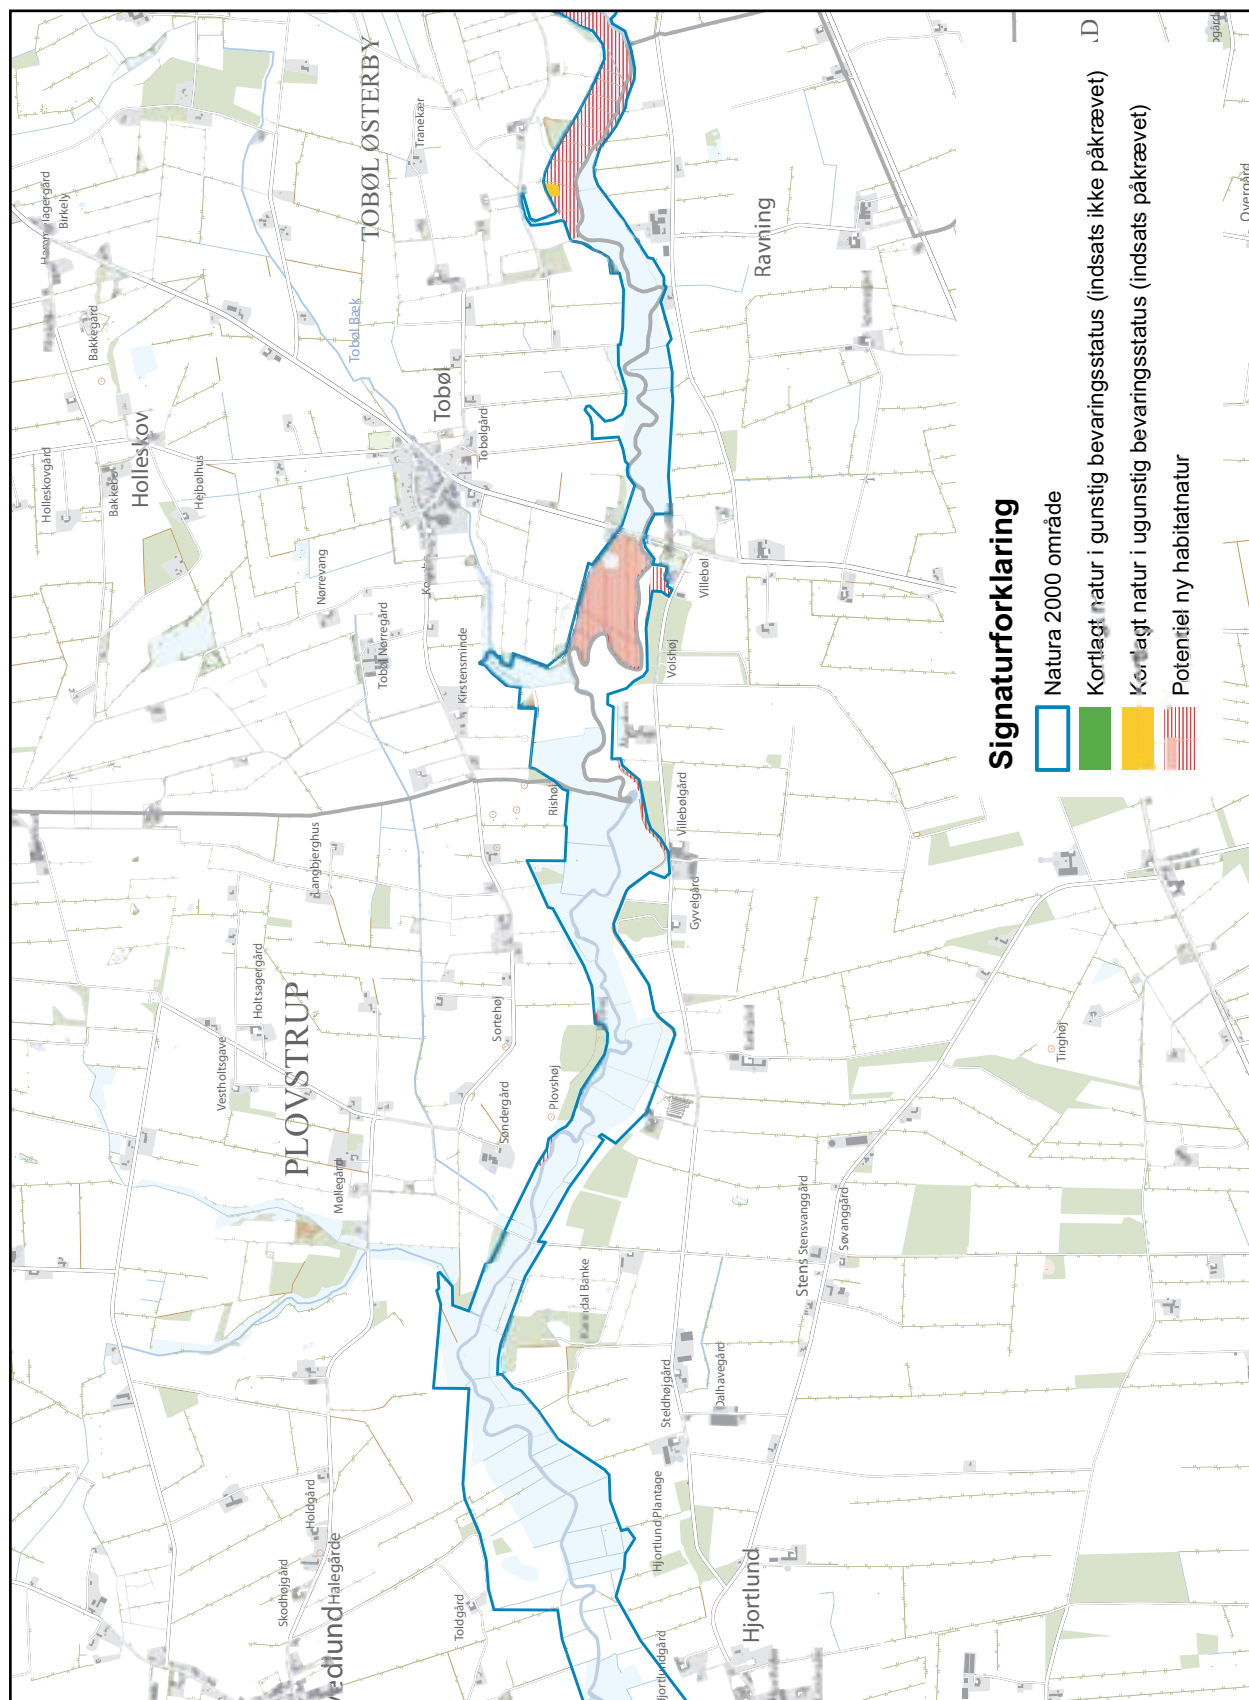 Signaturforklaring
Natura 2000 område
Kortlagt natur i gunstig bevaringsstatus (indsats ikke påkrævet)
Kortlagt natur i ugunstig bevaringsstatus (indsats påkrævet)
Potentiel ny habitatnatur
Skodhøjgård
Holdgård
Halegårde
Toldgård
Møllegård
PLOVSTRUP
Vestholtsgave
Holtsagergård
Langbjerghus
Søndergård
Sortehøj
Plovshøj
Holleskovgård
Bakkebo
Holleskov
Hejbølhus
Bakkegård
Birkely
Nørrevang
Tobøl Nørregård
Kirstensminde
Tobøl Bæk
TOBØL ØSTERBY
Tranekær
Tobøl
Tobølgård
Ravning
Villebøl
Volshøj
Villebølgård
Gyvelgård
Tinghøj
Stensvanggård
Stens
Søvanggård
Dalhavegård
Steldhøjgård
Hjortlund Plantage
Hjortlund
Overgård